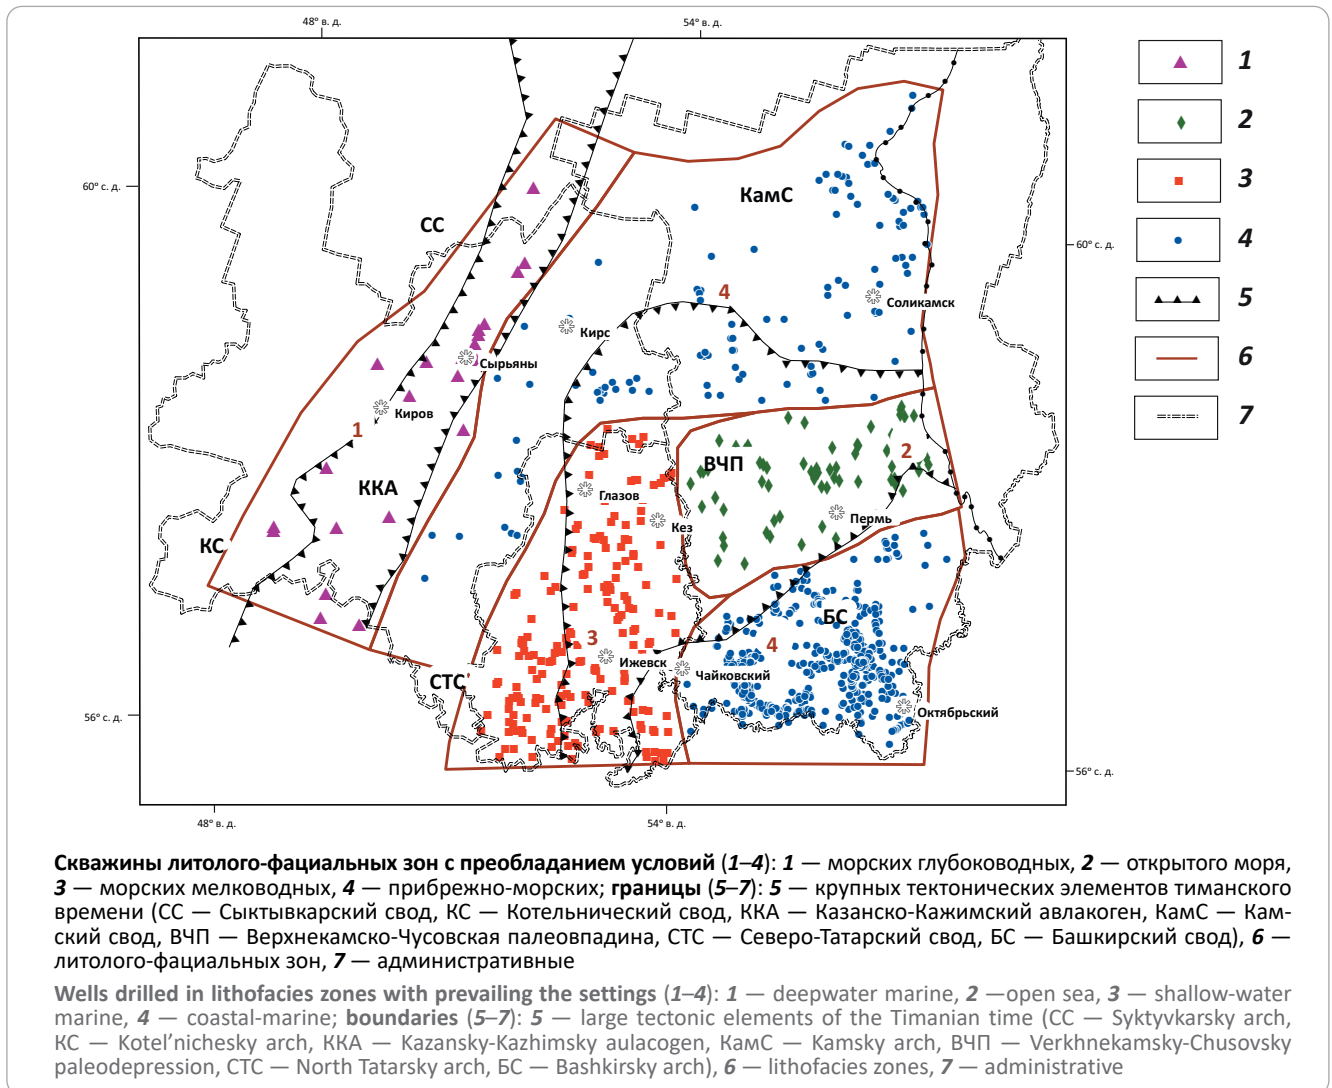 48° в. д.
54° в. д.
1
2
60° с. д.
КамС
3
СС
4
60° с. д.
4
Соликамск
5
Кирс
Сырьяны
6
Киров
7
1
2
ВЧП
ККА
Глазов
Пермь
Кез
КС
БС
3
4
Ижевск
Чайковский
СТС
Октябрьский
56° с. д.
56° с. д.
48° в. д.
54° в. д.
Скважины литолого-фациальных зон с преобладанием условий (1–4): 1 — морских глубоководных, 2 — открытого моря,
3 — морских мелководных, 4 — прибрежно-морских; границы (5–7): 5 — крупных тектонических элементов тиманского
времени (СС — Сыктывкарский свод, КС — Котельнический свод, ККА — Казанско-Кажимский авлакоген, КамС — Кам-
ский свод, ВЧП — Верхнекамско-Чусовская палеовпадина, СТС — Северо-Татарский свод, БС — Башкирский свод), 6 —
литолого-фациальных зон, 7 — административные
Wells drilled in lithofacies zones with prevailing the settings (1–4): 1 — deepwater marine, 2 —open sea, 3 — shallow-water
marine, 4 — coastal-marine; boundaries (5–7): 5 — large tectonic elements of the Timanian time (СС — Syktyvkarsky arch,
КС — Kotel’nichesky arch, ККА — Kazansky-Kazhimsky aulacogen, КамС — Kamsky arch, ВЧП — Verkhnekamsky-Chusovsky
paleodepression, СТС — North Tatarsky arch, БС — Bashkirsky arch), 6 — lithofacies zones, 7 — administrative